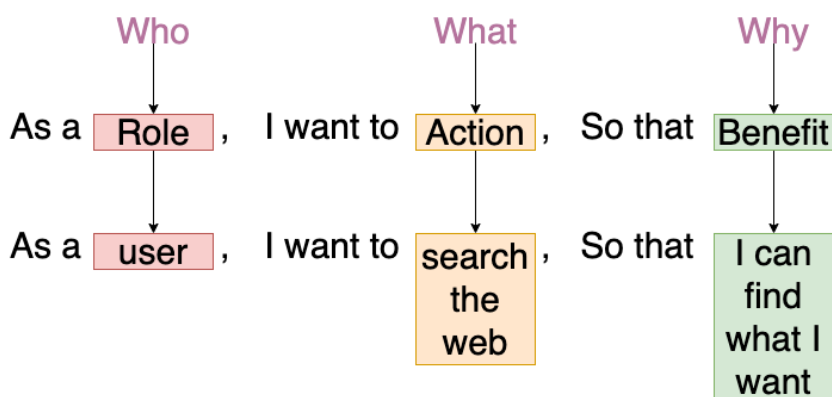 Who What Why
As a Role , I want to Action , So that Benefit
As a user , I want to search the web , So that I can find what I want